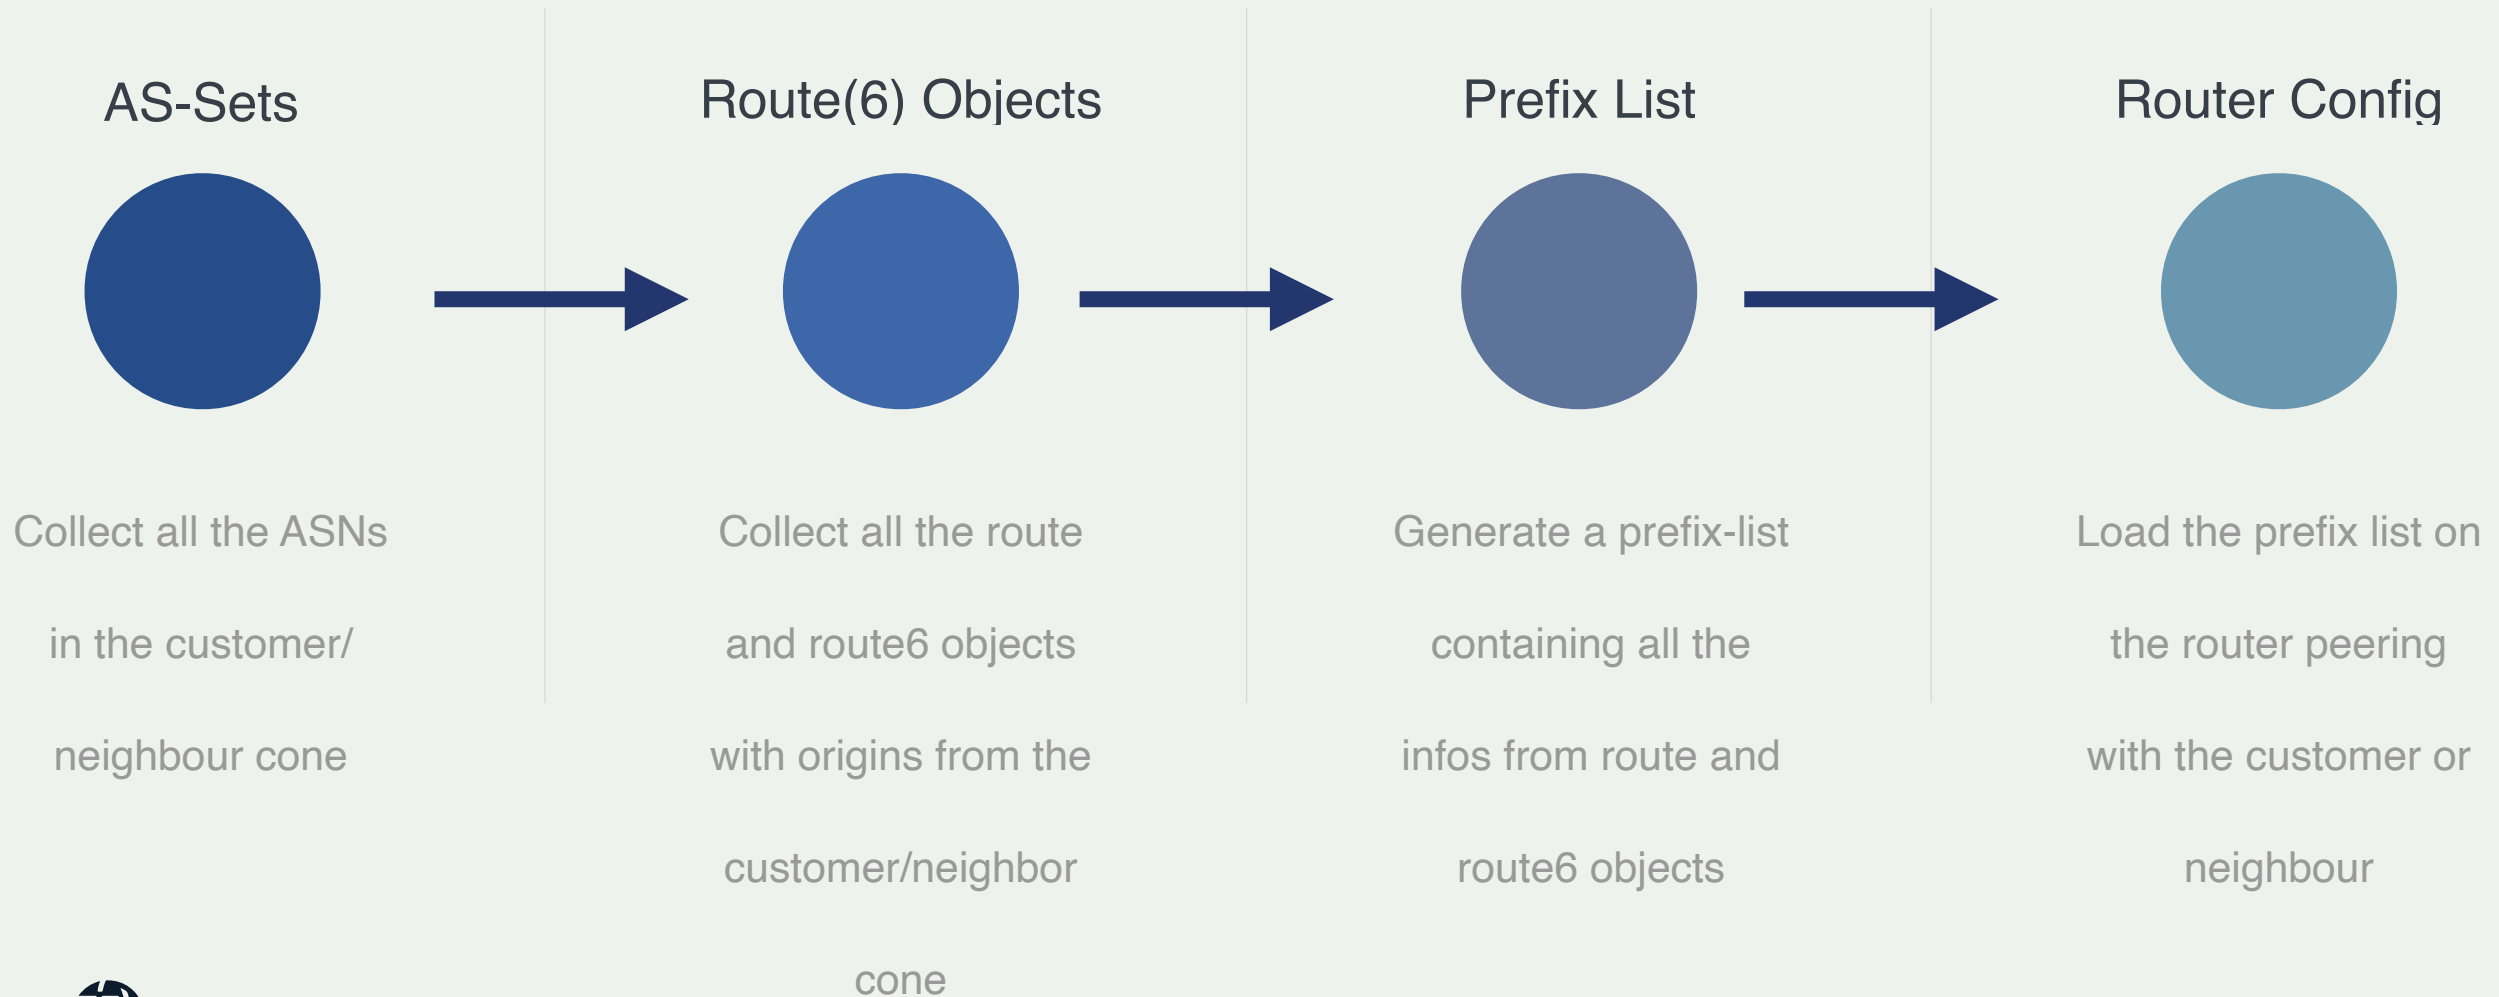 AS-Sets
Collect all the ASNs
in the customer/
neighbour cone
Route(6) Objects
Collect all the route
and route6 objects
with origins from the
customer/neighbor
cone
Prefix List
Generate a prefix-list
containing all the
infos from route and
route6 objects
Router Config
Load the prefix list on
the router peering
with the customer or
neighbour